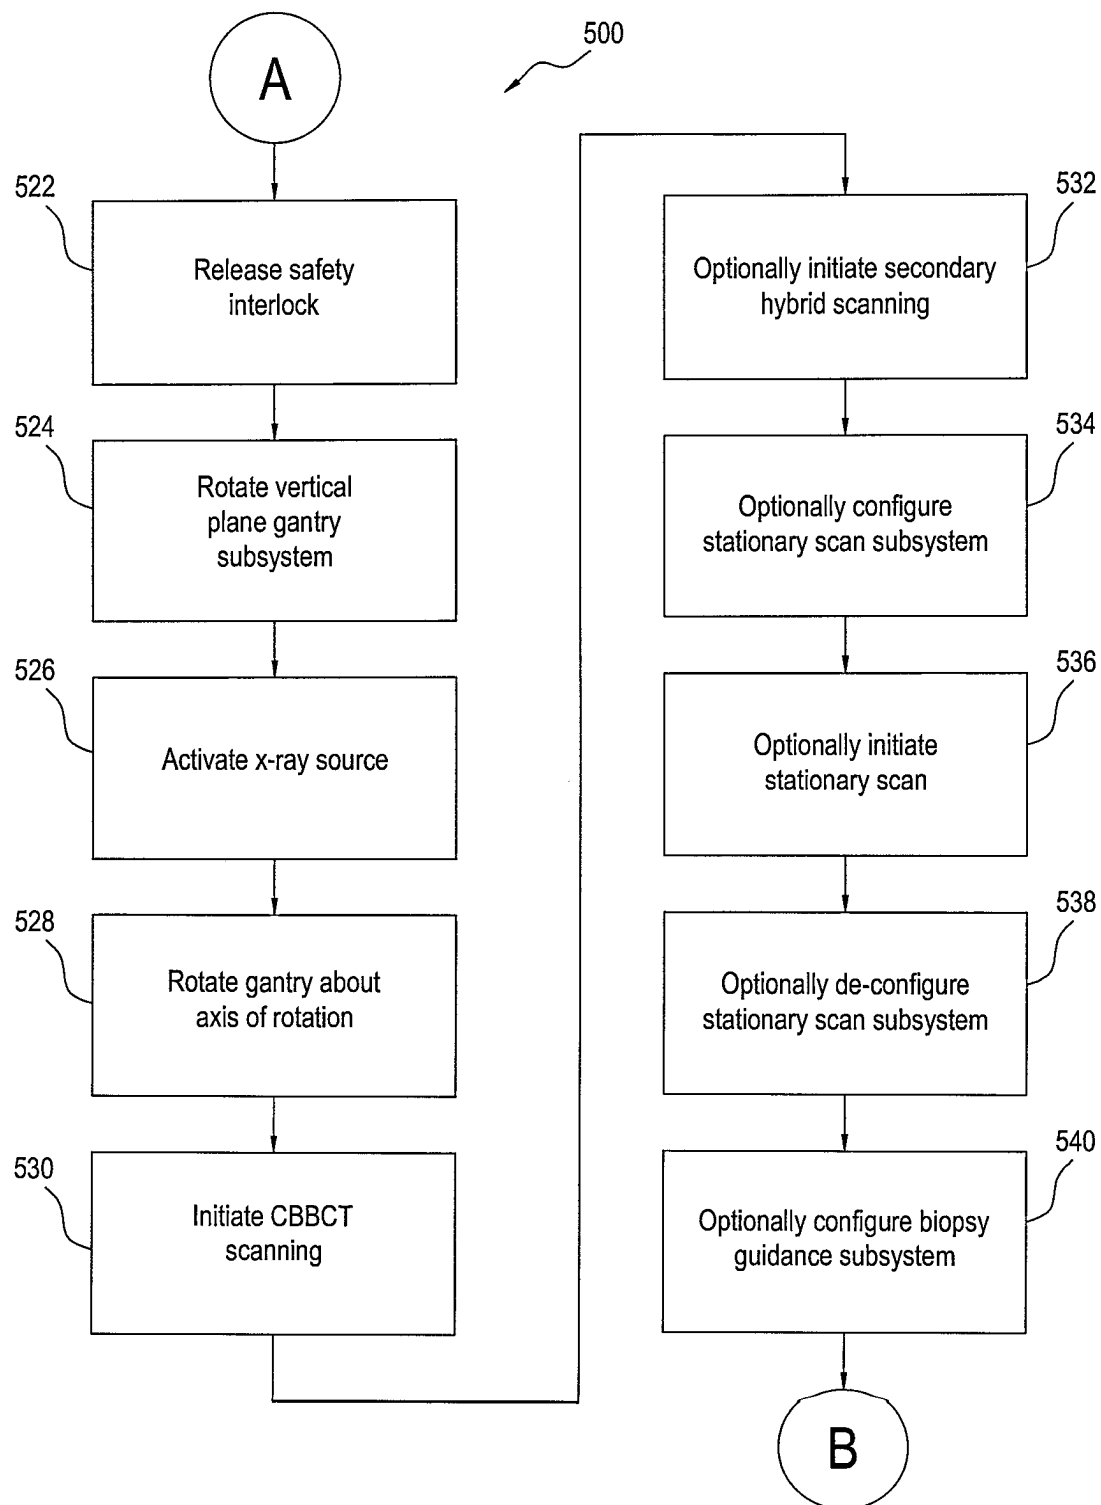 A
500
522
Release safety
interlock
524
Rotate vertical
plane gantry
subsystem
526
Activate x-ray source
528
Rotate gantry about
axis of rotation
530
Initiate CBBCT
scanning
532
Optionally initiate secondary
hybrid scanning
534
Optionally configure
stationary scan subsystem
536
Optionally initiate
stationary scan
538
Optionally de-configure
stationary scan subsystem
540
Optionally configure biopsy
guidance subsystem
B